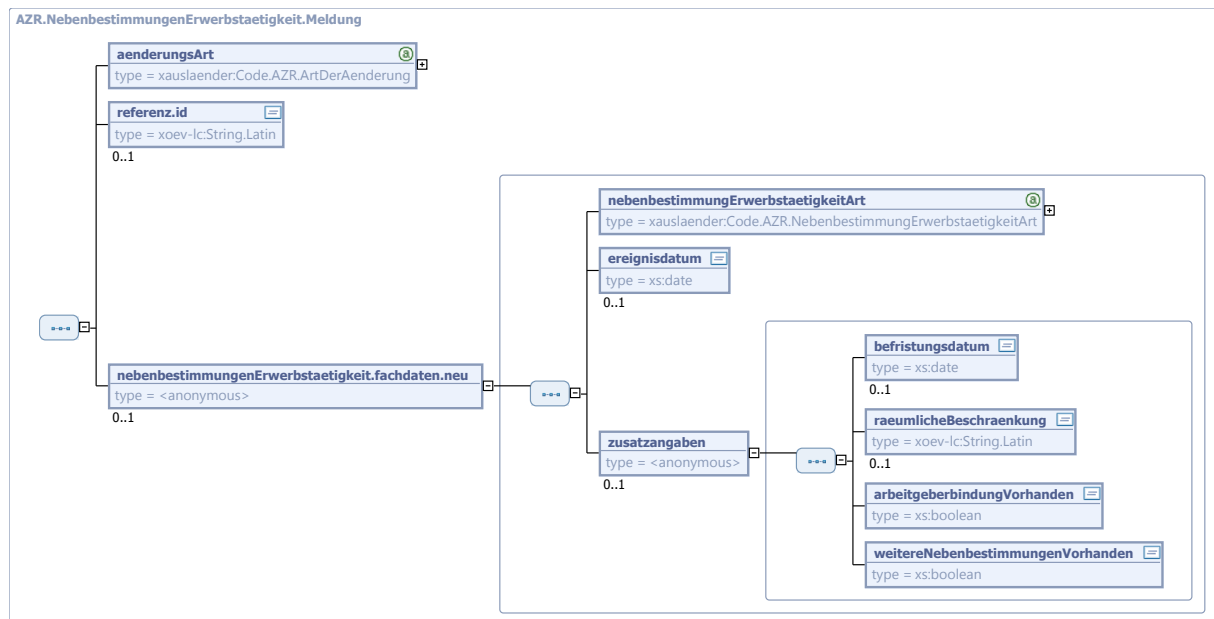 AZR.NebenbestimmungenErwerbstaetigkeit.Meldung
aenderungsArt
type = xauslaender:Code.AZR.ArtDerAenderung
referenz.id
type = xoev-lc:String.Latin
0..1
nebenbestimmungenErwerbstaetigkeit.fachdaten.neu
type = <anonymous>
0..1
nebenbestimmungErwerbstaetigkeitArt
type = xauslaender:Code.AZR.NebenbestimmungErwerbstaetigkeitArt
ereignisdatum
type = xs:date
0..1
zusatzangaben
type = <anonymous>
0..1
befristungsdatum
type = xs:date
0..1
raeumlicheBeschraenkung
type = xoev-lc:String.Latin
0..1
arbeitgeberbindungVorhanden
type = xs:boolean
weitereNebenbestimmungenVorhanden
type = xs:boolean